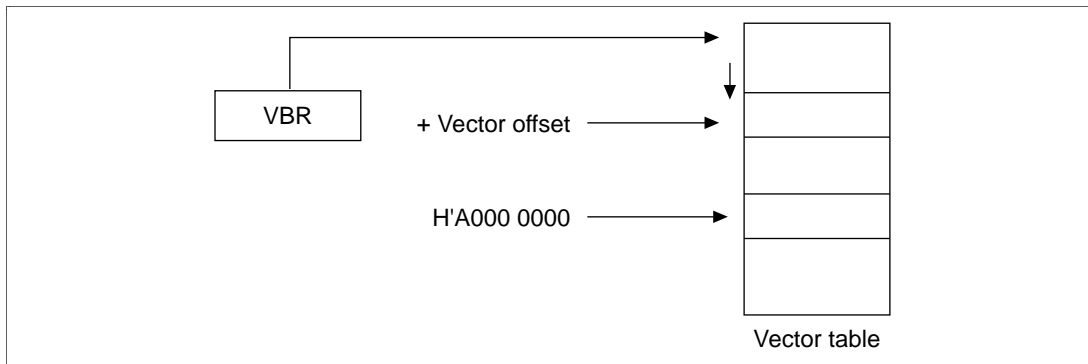 VBR
+ Vector offset
H'A000 0000
Vector table